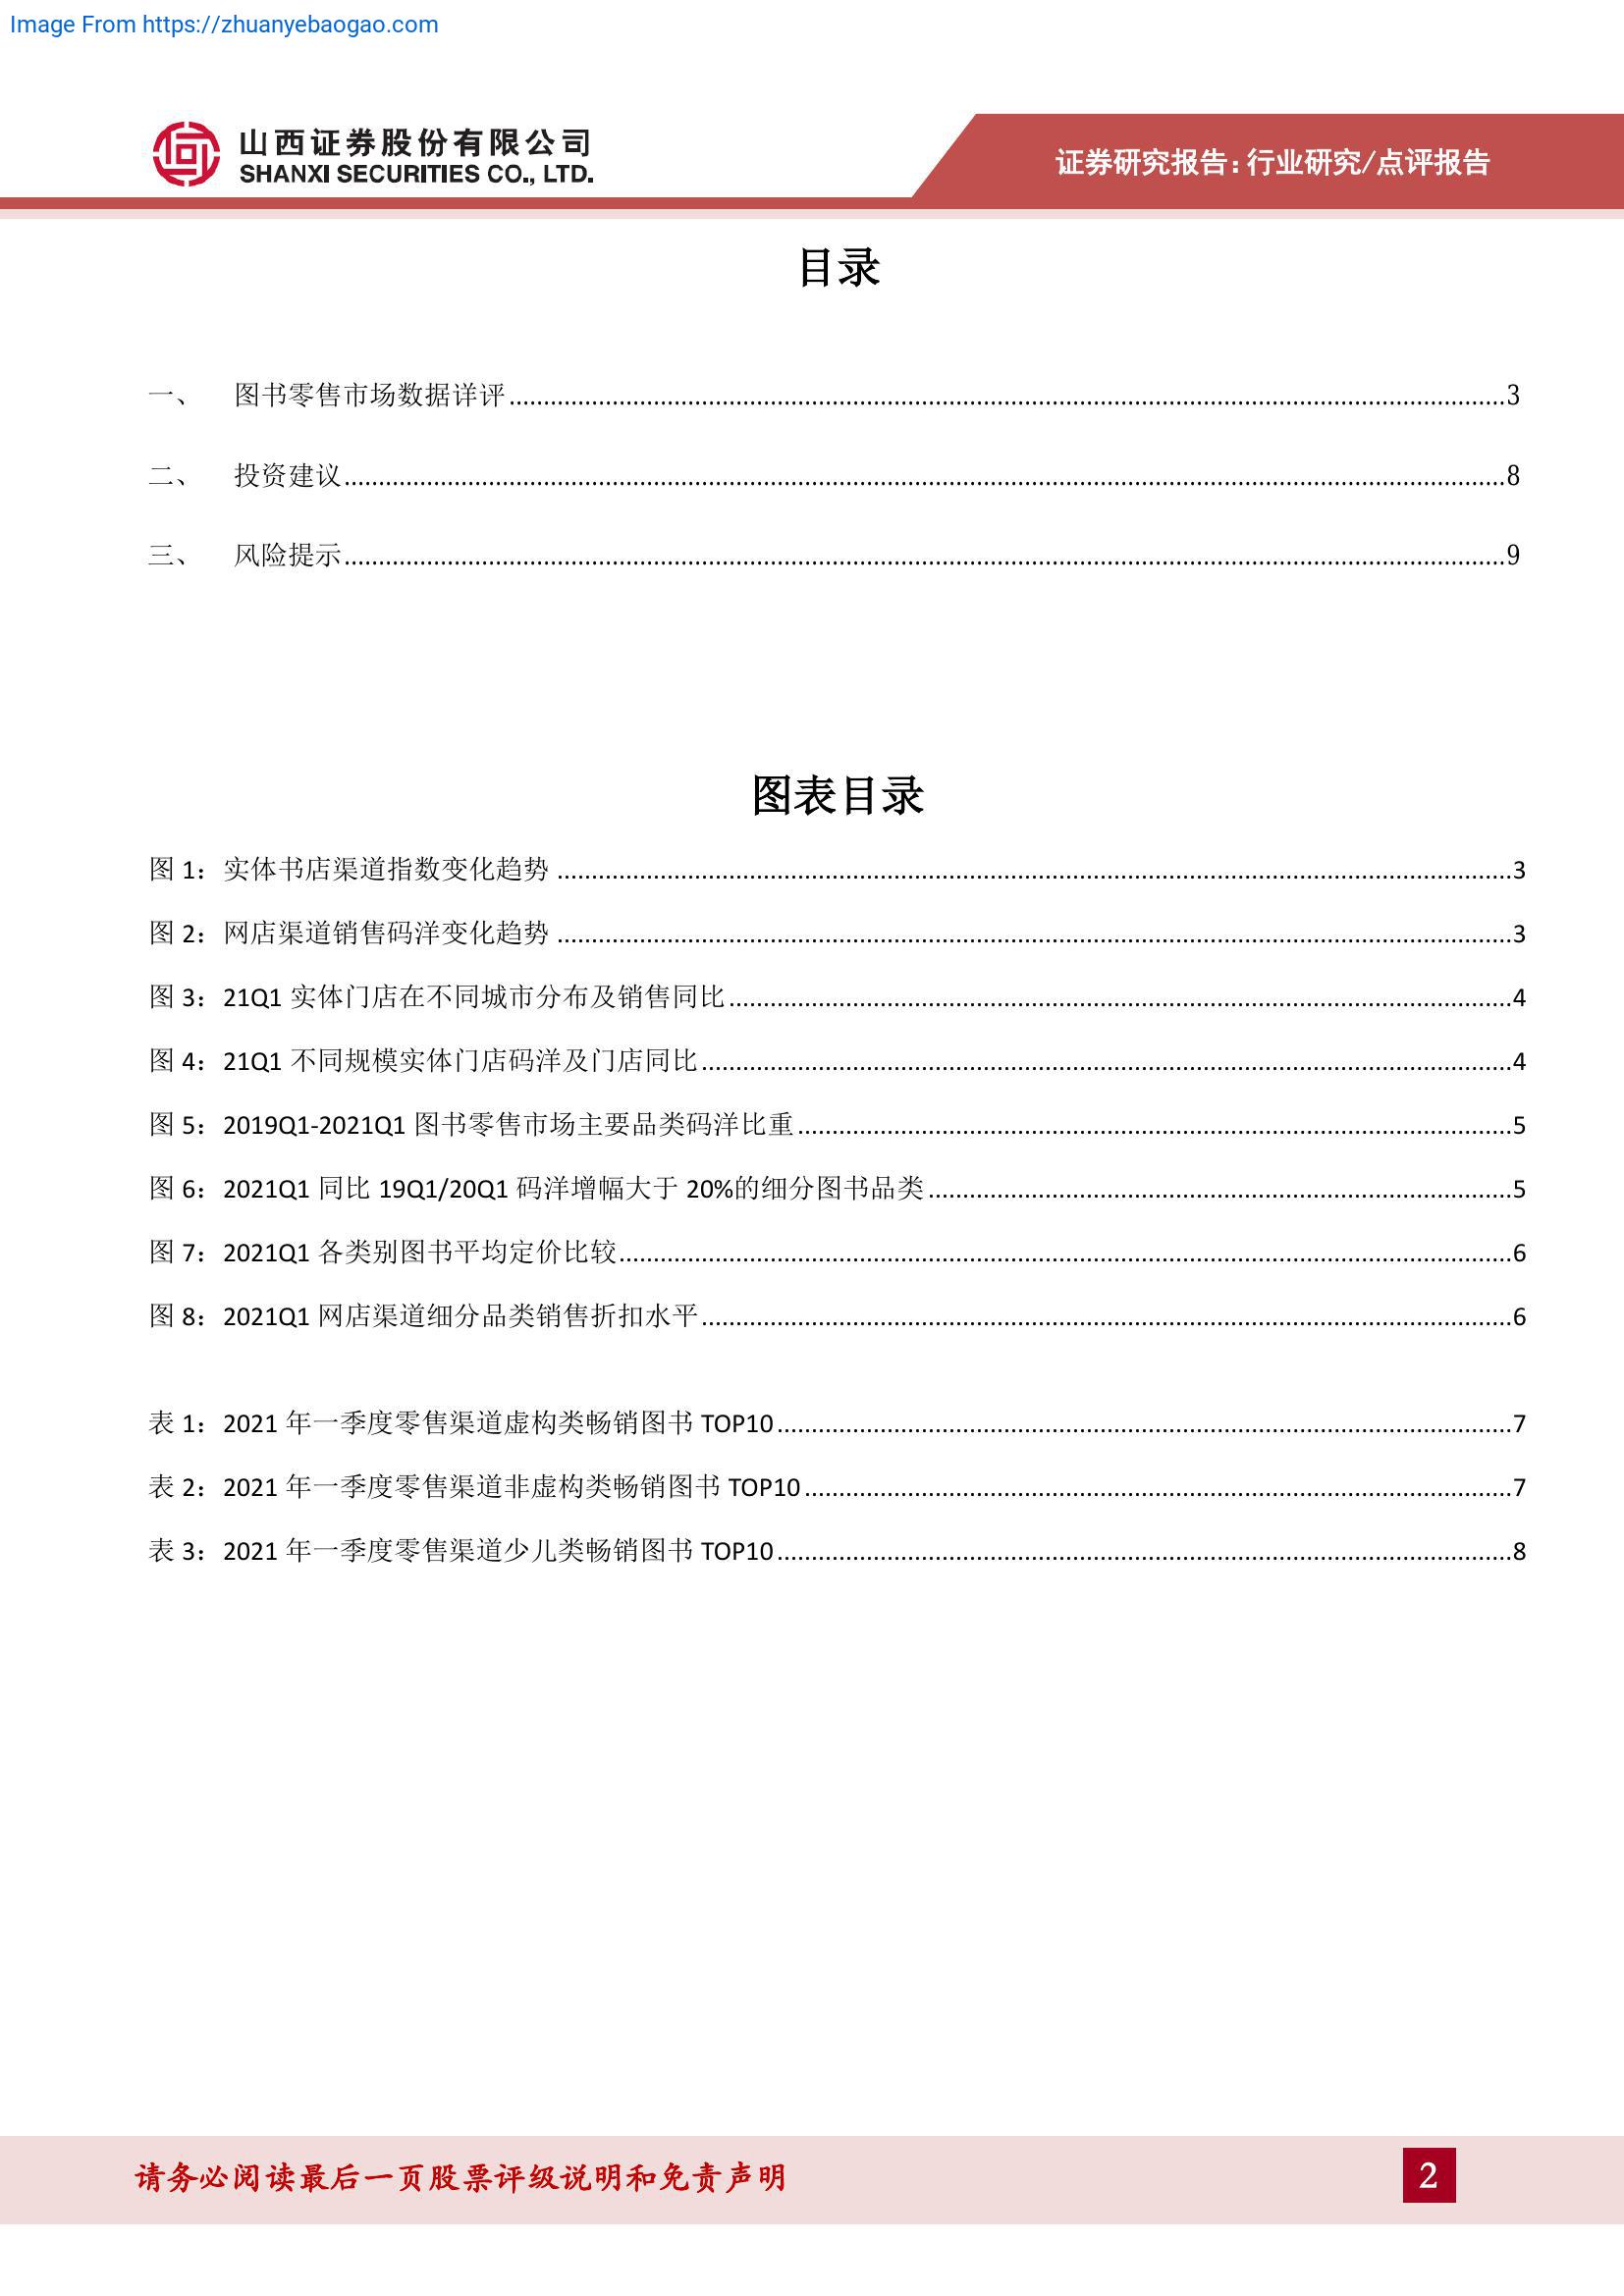 Image From https://zhuanyebaogao.com
山西证券股份有限公司
SHANXI SECURITIES CO., LTD.
证券研究报告:行业研究/点评报告
目录
一、 图书零售市场数据详评 3
二、 投资建议 8
三、 风险提示 9
图表目录
图 1：实体书店渠道指数变化趋势 3
图 2：网店渠道销售码洋变化趋势 3
图 3：21Q1 实体门店在不同城市分布及销售同比 4
图 4：21Q1 不同规模实体门店码洋及门店同比 4
图 5：2019Q1-2021Q1 图书零售市场主要品类码洋比重 5
图 6：2021Q1 同比 19Q1/20Q1 码洋增幅大于 20%的细分图书品类 5
图 7：2021Q1 各类别图书平均定价比较 6
图 8：2021Q1 网店渠道细分品类销售折扣水平 6
表 1：2021 年一季度零售渠道虚构类畅销图书 TOP10 7
表 2：2021 年一季度零售渠道非虚构类畅销图书 TOP10 7
表 3：2021 年一季度零售渠道少儿类畅销图书 TOP10 8
请务必阅读最后一页股票评级说明和免责声明
2